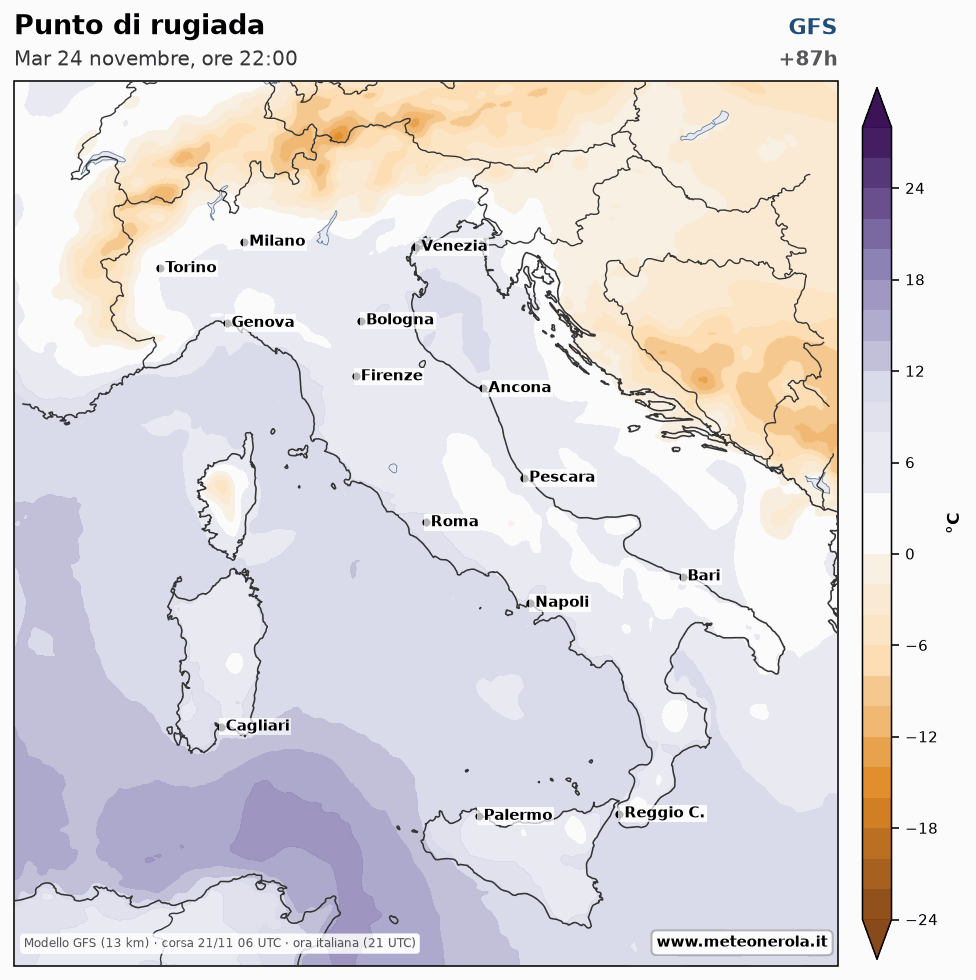 Punto di rugiada
GFS
Mar 24 novembre, ore 22:00
+87h
Milano
Venezia
Torino
Genova
Bologna
Firenze
Ancona
Pescara
Roma
Bari
Napoli
Cagliari
Palermo
Reggio C.
24
18
12
6
0
−6
−12
−18
−24
°C
Modello GFS (13 km) · corsa 21/11 06 UTC · ora italiana (21 UTC)
www.meteonerola.it